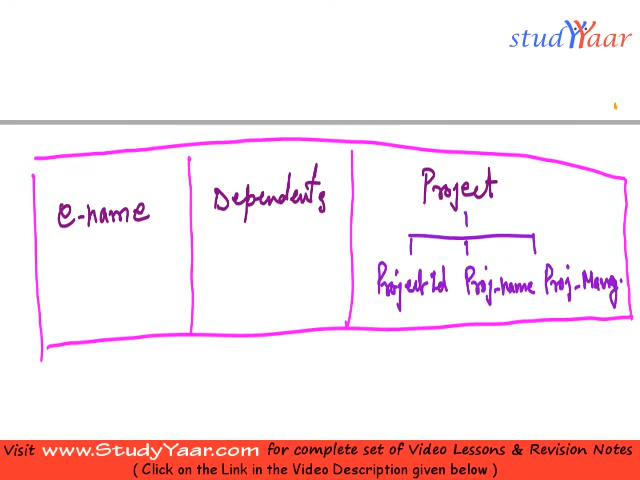 studYYaar
e-name
Dependents
Project
Project Id
Proj-name
Proj-Mang.
Visit www.StudyYaar.com for complete set of Video Lessons & Revision Notes
( Click on the Link in the Video Description given below )